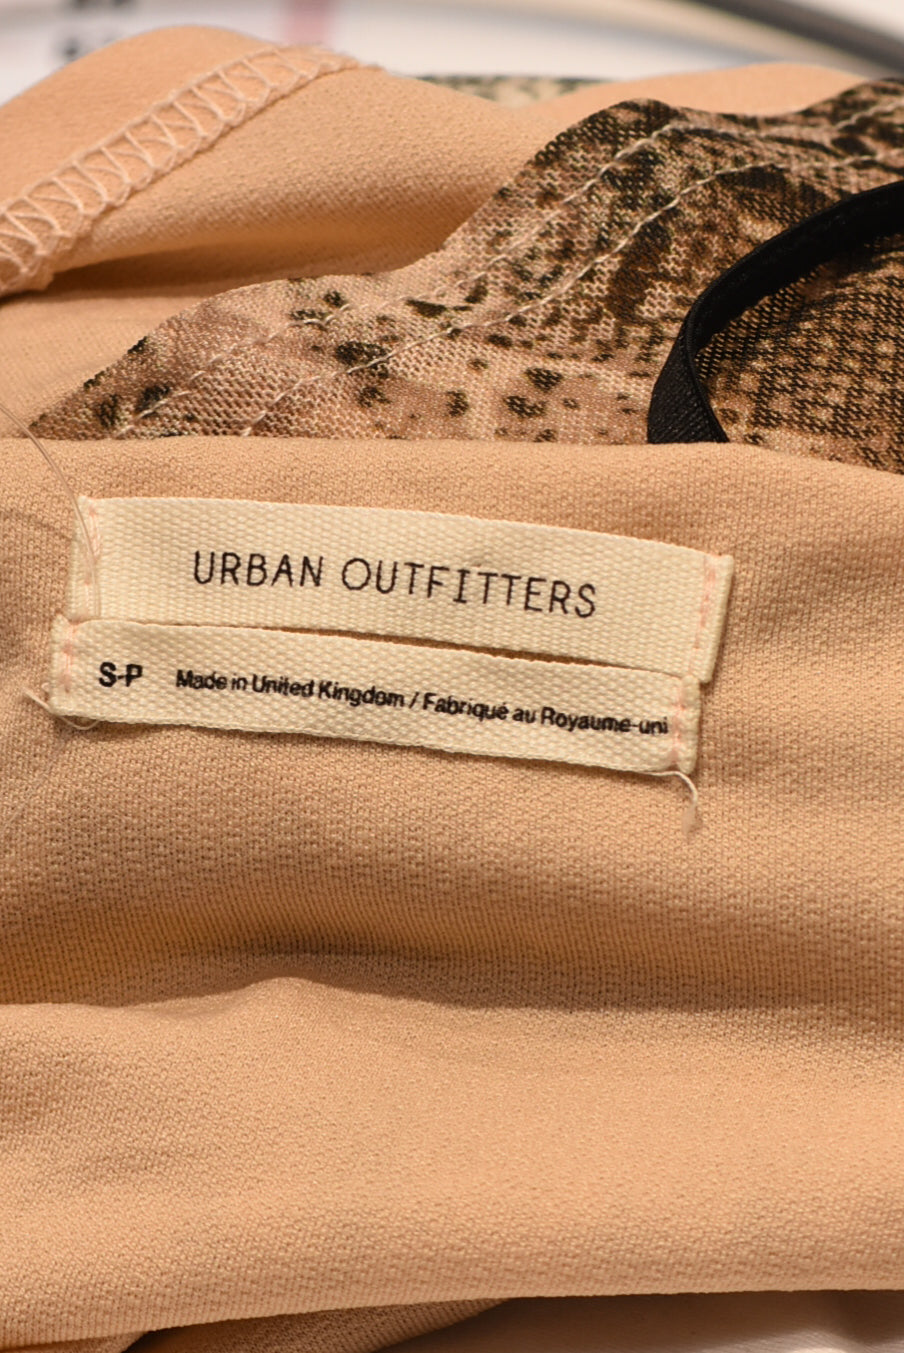 URBAN OUTFITTERS
S-P Made in United Kingdom / Fabriqué au Royaume-uni